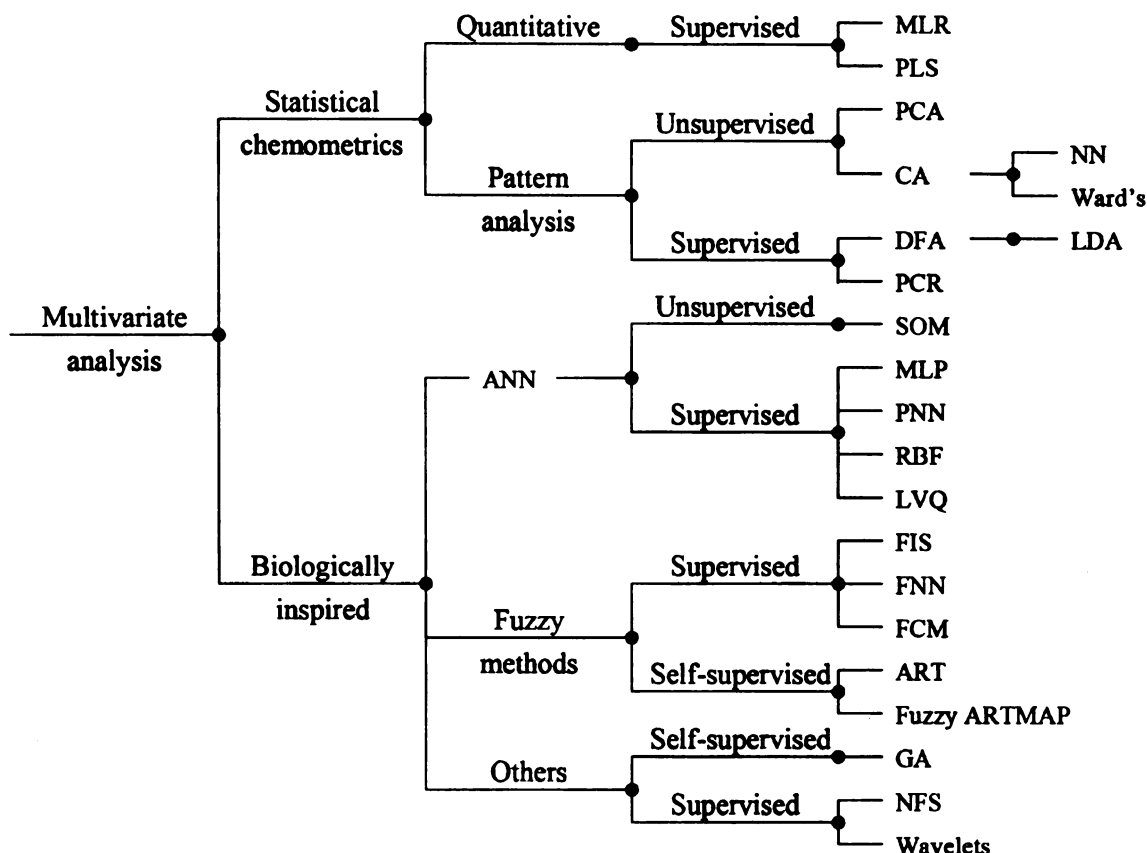 Quantitative
Supervised
MLR
PLS
Statistical
chemometrics
Unsupervised
PCA
CA
NN
Ward's
Pattern
analysis
Supervised
DFA
LDA
PCR
Multivariate
analysis
Unsupervised
SOM
ANN
Supervised
MLP
PNN
RBF
LVQ
Biologically
inspired
Supervised
FIS
FNN
FCM
Fuzzy
methods
Self-supervised
ART
Fuzzy ARTMAP
Others
Self-supervised
GA
Supervised
NFS
Wavelets